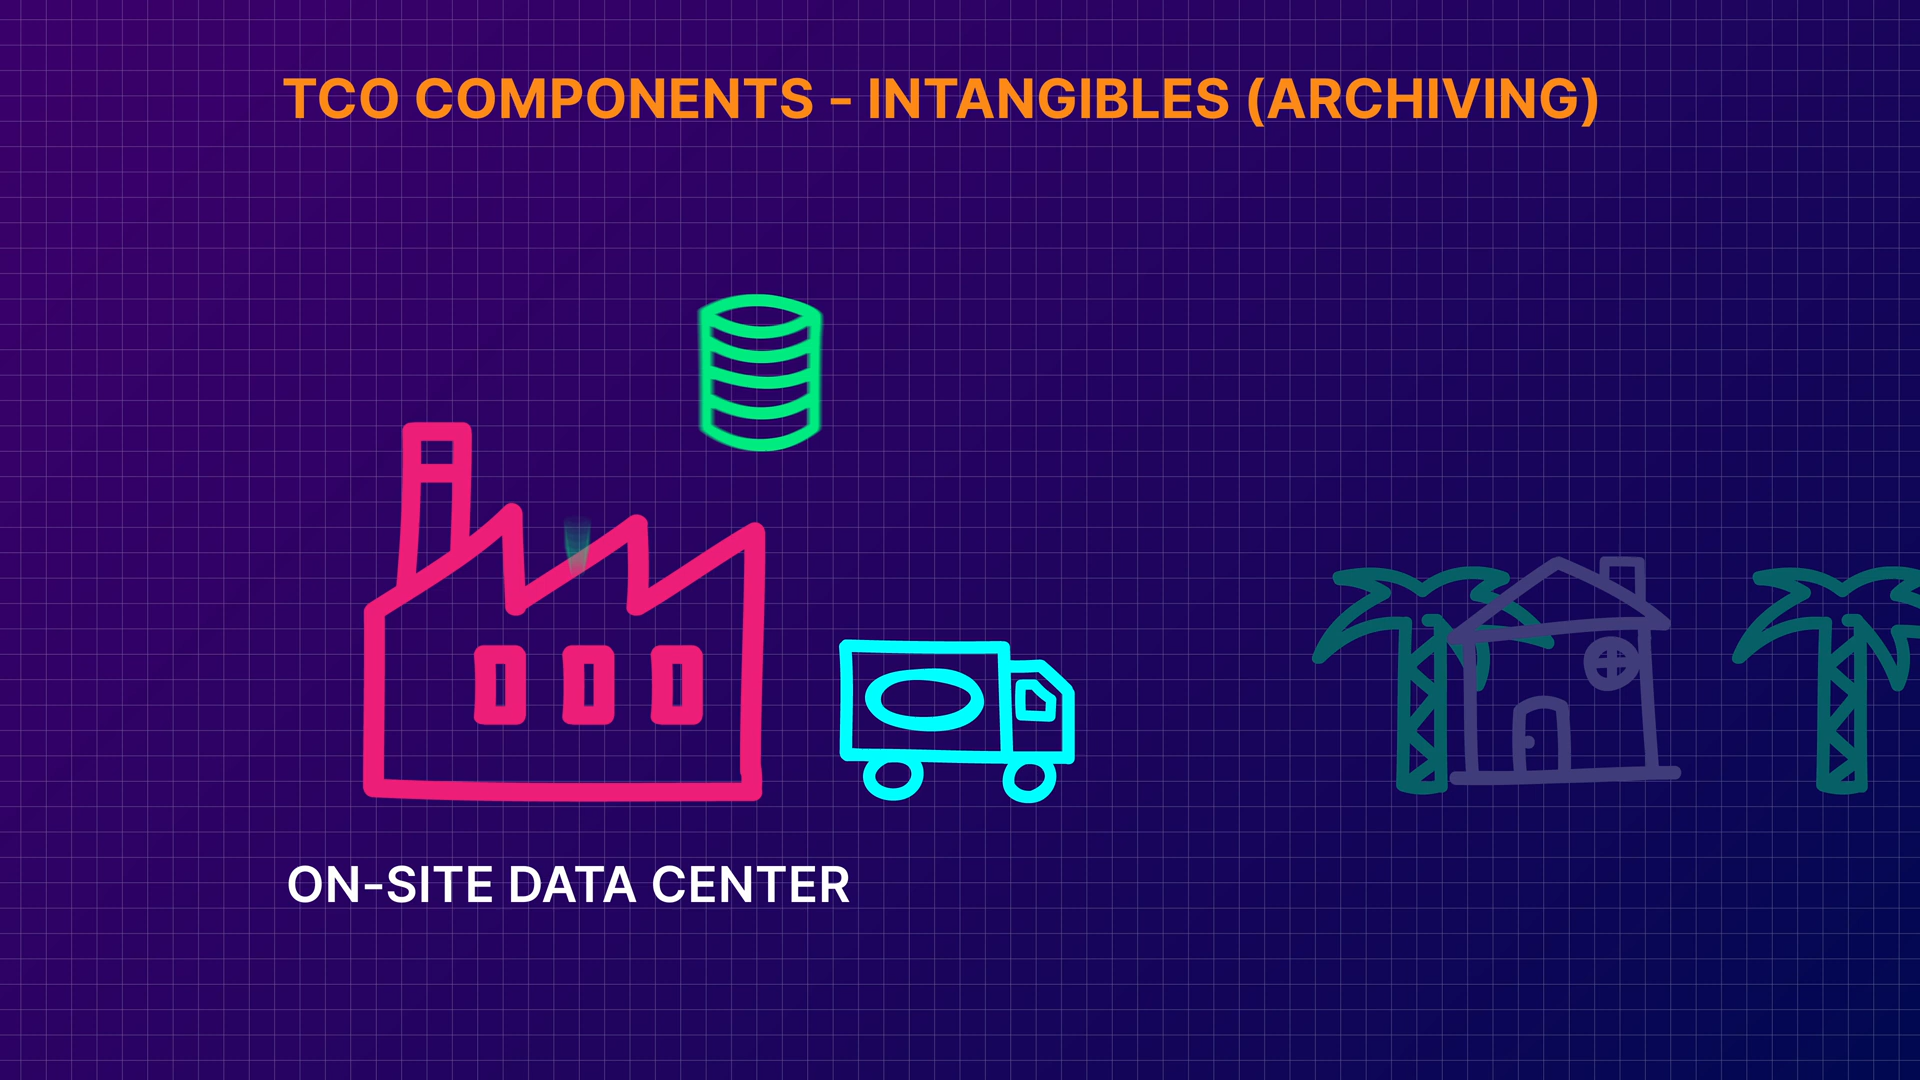 TCO COMPONENTS - INTANGIBLES (ARCHIVING)
ON-SITE DATA CENTER